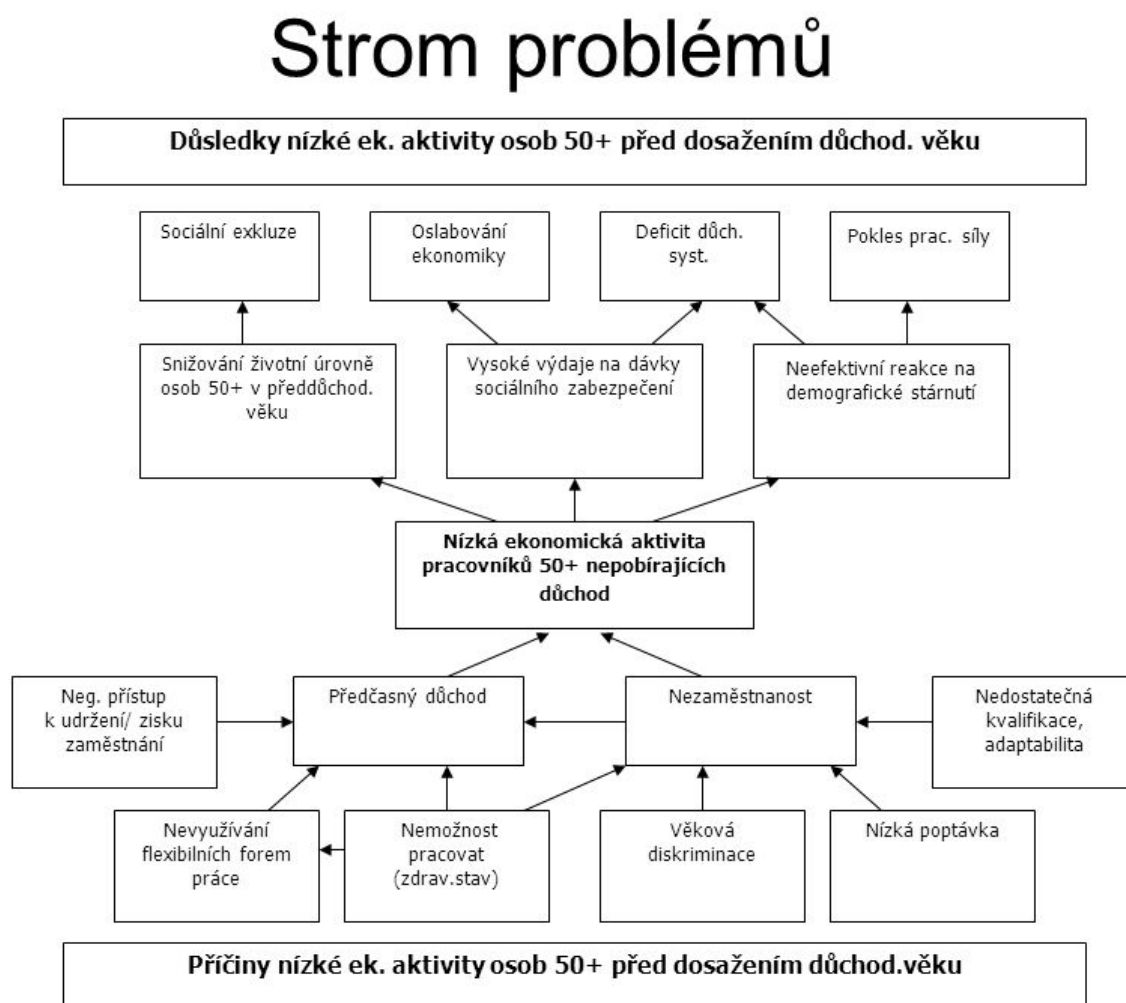 Strom problémů
Důsledky nízké ek. aktivity osob 50+ před dosažením důchod. věku
Sociální exkluze
Oslabování
ekonomiky
Deficit důch.
syst.
Pokles prac. síly
Snižování životní úrovně
osob 50+ v předdůchod.
věku
Vysoké výdaje na dávky
sociálního zabezpečení
Neefektivní reakce na
demografické stárnutí
Nízká ekonomická aktivita
pracovníků 50+ nepobírajících
důchod
Neg. přístup
k udržení/ zisku
zaměstnání
Předčasný důchod
Nezaměstnanost
Nedostatečná
kvalifikace,
adaptabilita
Nevyužívání
flexibilních forem
práce
Nemožnost
pracovat
(zdrav.stav)
Věková
diskriminace
Nízká poptávka
Příčiny nízké ek. aktivity osob 50+ před dosažením důchod.věku